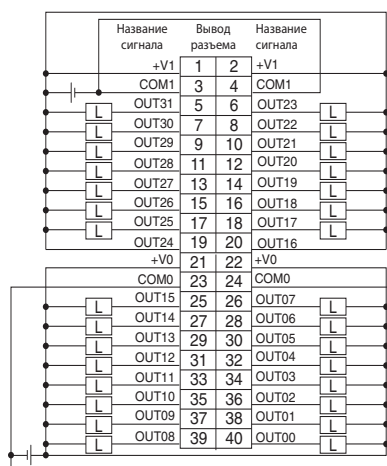 Название сигнала Вывод разъема Название сигнала
+V1 1 2 +V1
COM1 3 4 COM1
L OUT31 5 6 OUT23 L
L OUT30 7 8 OUT22 L
L OUT29 9 10 OUT21 L
L OUT28 11 12 OUT20 L
L OUT27 13 14 OUT19 L
L OUT26 15 16 OUT18 L
L OUT25 17 18 OUT17 L
L OUT24 19 20 OUT16 L
+V0 21 22 +V0
COM0 23 24 COM0
L OUT15 25 26 OUT07 L
L OUT14 27 28 OUT06 L
L OUT13 29 30 OUT05 L
L OUT12 31 32 OUT04 L
L OUT11 33 34 OUT03 L
L OUT10 35 36 OUT02 L
L OUT09 37 38 OUT01 L
L OUT08 39 40 OUT00 L